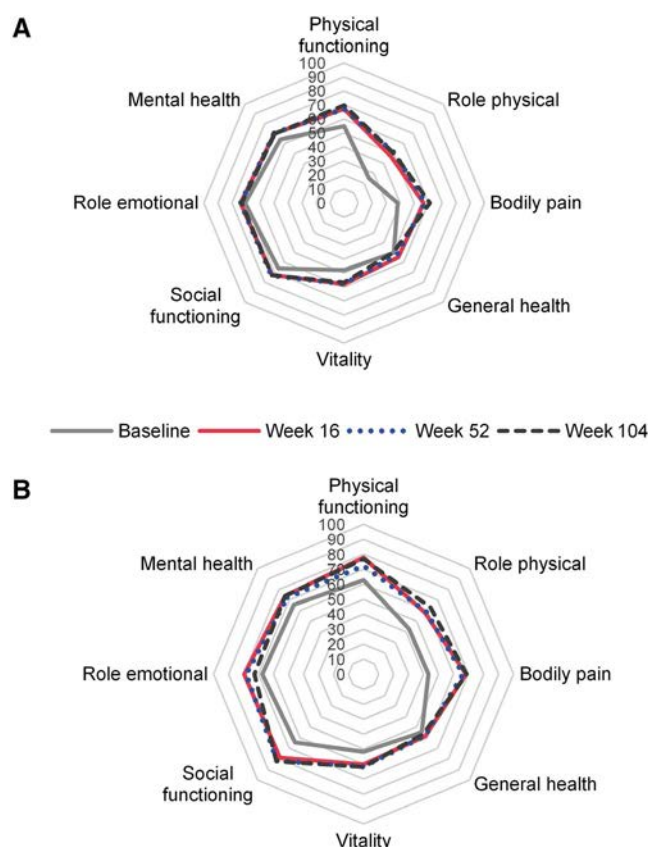 A
Physical
functioning
100
90
80
70
60
50
40
30
20
10
0
Mental health
Role physical
Role emotional
Bodily pain
Social
functioning
General health
Vitality
Baseline Week 16 Week 52 Week 104
B
Physical
functioning
100
90
80
70
60
50
40
30
20
10
0
Mental health
Role physical
Role emotional
Bodily pain
Social
functioning
General health
Vitality